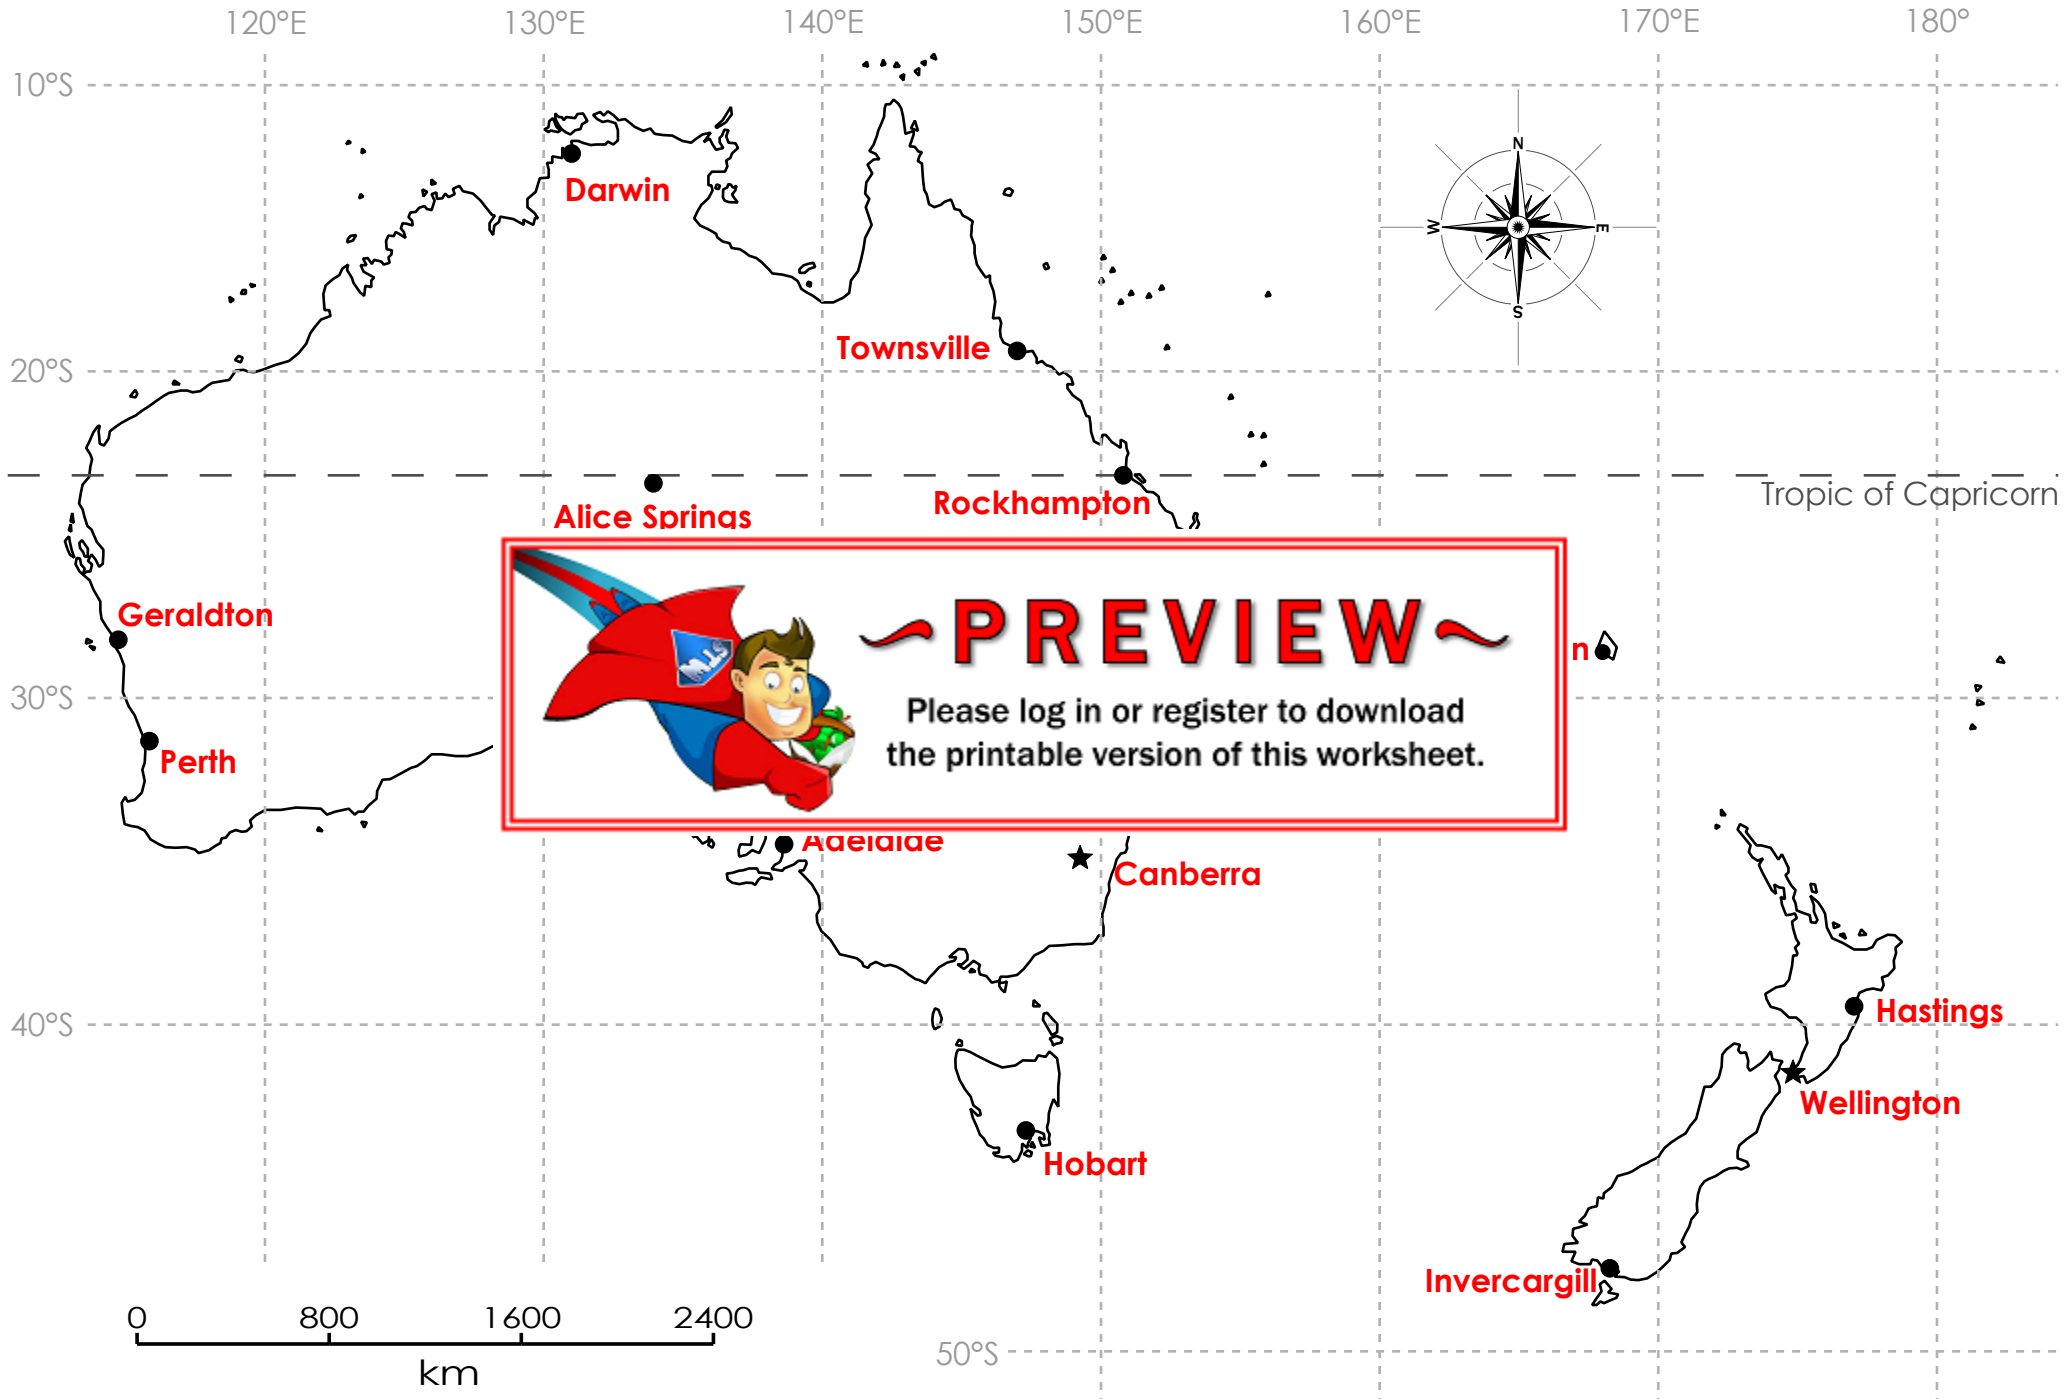 120°E 130°E 140°E 150°E 160°E 170°E 180°
10°S
N
Darwin
W E
S
Townsville
20°S
Tropic of Capricorn
Rockhampton
Alice Springs
Geraldton
PREVIEW
n
30°S
Please log in or register to download
the printable version of this worksheet.
Perth
Adelaide
Canberra
Hastings
40°S
Wellington
Hobart
Invercargill
0 800 1600 2400
50°S
km